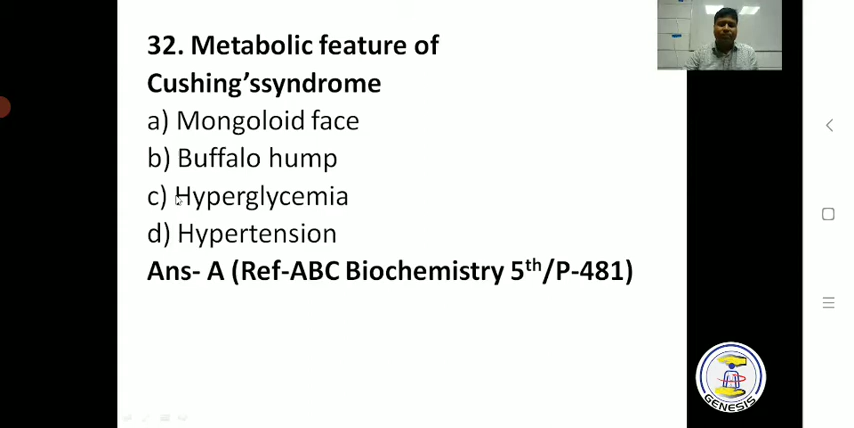 32. Metabolic feature of
Cushing'ssyndrome
a) Mongoloid face
b) Buffalo hump
c) Hyperglycemia
d) Hypertension
Ans- A (Ref-ABC Biochemistry 5th/P-481)
GENESIS